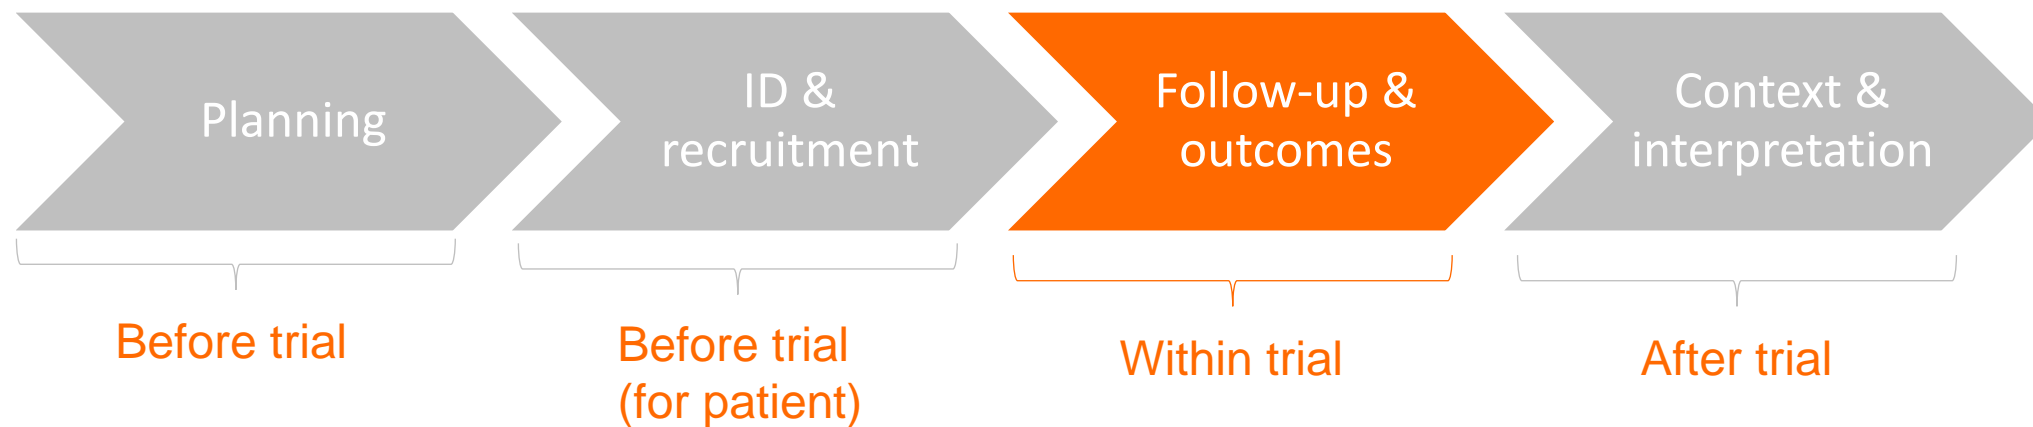 Planning
ID &
recruitment
Follow-up &
outcomes
Context &
interpretation
Before trial
Before trial
(for patient)
Within trial
After trial